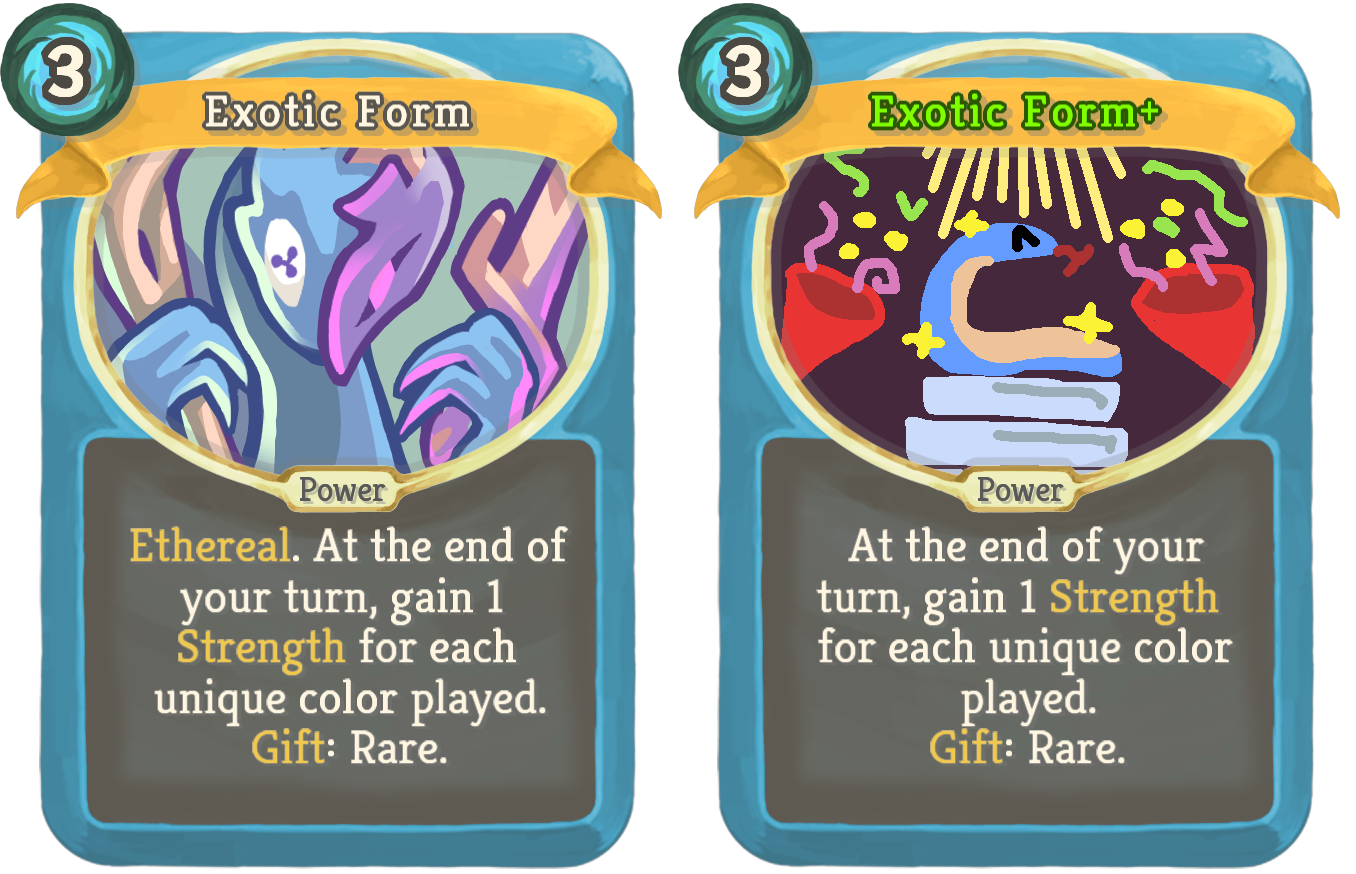 3
Exotic Form
Power
Ethereal. At the end of
your turn, gain 1
Strength for each
unique color played.
Gift: Rare.
3
Exotic Form+
Power
At the end of your
turn, gain 1 Strength
for each unique color
played.
Gift: Rare.